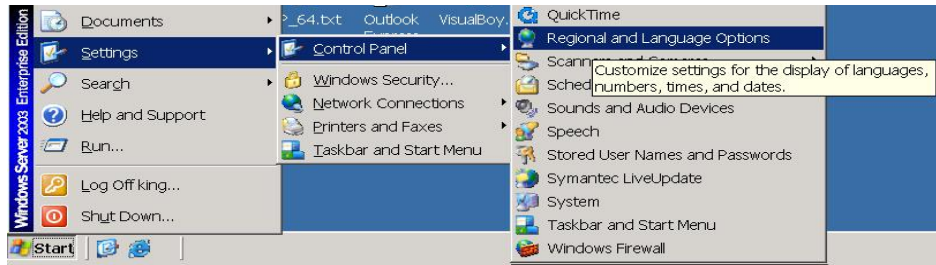 Windows Server 2003 Enterprise Edition
Documents
Settings
Search
Help and Support
Run...
Log Off king...
Shut Down...
Start
P_64.txt Outlook VisualBoy.
Control Panel
Windows Security...
Network Connections
Printers and Faxes
Taskbar and Start Menu
QuickTime
Regional and Language Options
Customize settings for the display of languages,
numbers, times, and dates.
Sched
Sounds and Audio Devices
Speech
Stored User Names and Passwords
Symantec LiveUpdate
System
Taskbar and Start Menu
Windows Firewall